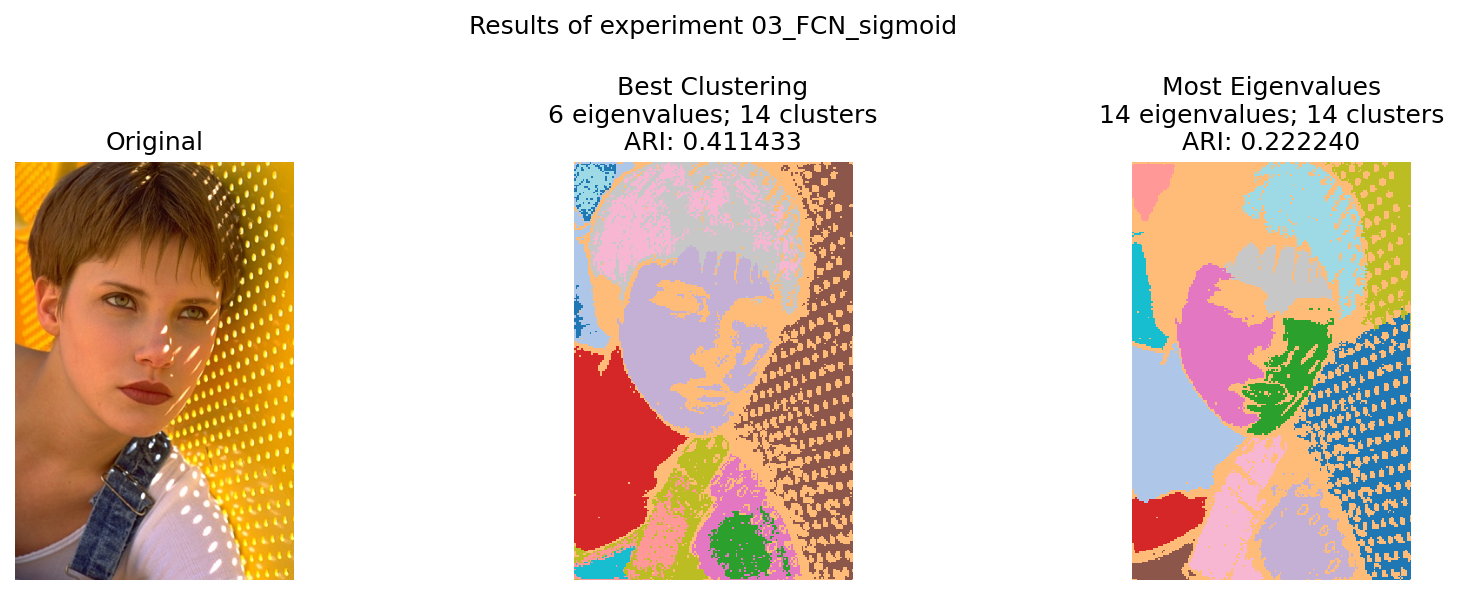 Results of experiment 03_FCN_sigmoid
Original
Best Clustering
6 eigenvalues; 14 clusters
ARI: 0.411433
Most Eigenvalues
14 eigenvalues; 14 clusters
ARI: 0.222240